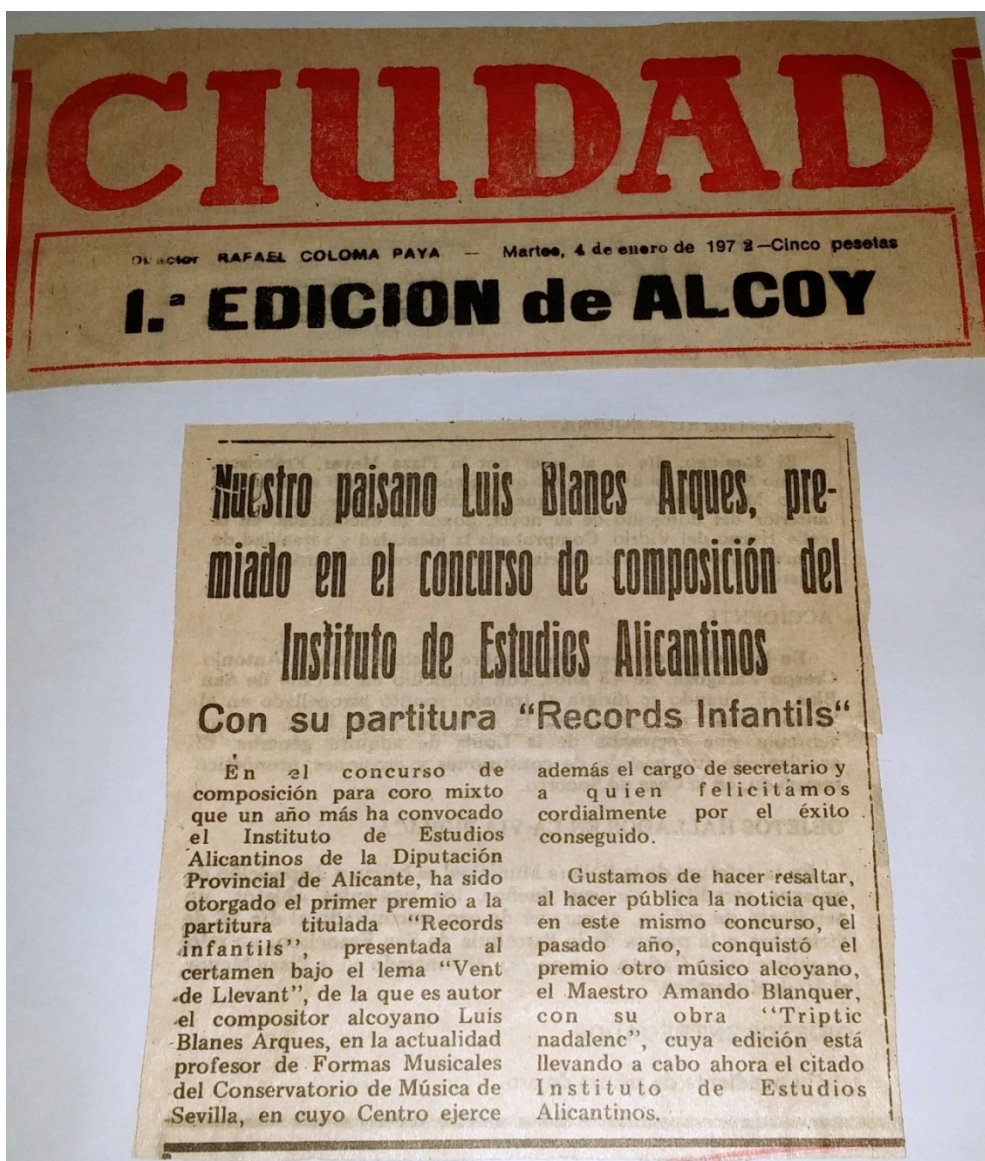 CIUDAD
Director RAFAEL COLOMA PAYA — Martes, 4 de enero de 1972—Cinco pesetas
1.ª EDICION de ALCOY
Nuestro paisano Luis Blanes Arques, pre-
miado en el concurso de composición del
Instituto de Estudios Alicantinos
Con su partitura “Records Infantils“
En el concurso de
composición para coro mixto
que un año más ha convocado
el Instituto de Estudios
Alicantinos de la Diputación
Provincial de Alicante, ha sido
otorgado el primer premio a la
partitura titulada “Records
infantils”, presentada al
certamen bajo el lema “Vent
de Llevant”, de la que es autor
el compositor alcoyano Luis
Blanes Arques, en la actualidad
profesor de Formas Musicales
del Conservatorio de Música de
Sevilla, en cuyo Centro ejerce
además el cargo de secretario y
a quien felicitamos
cordialmente por el éxito
conseguido.
Gustamos de hacer resaltar,
al hacer pública la noticia que,
en este mismo concurso, el
pasado año, conquistó el
premio otro músico alcoyano,
el Maestro Amando Blanquer,
con su obra “Triptic
nadalenc”, cuya edición está
llevando a cabo ahora el citado
Instituto de Estudios
Alicantinos.